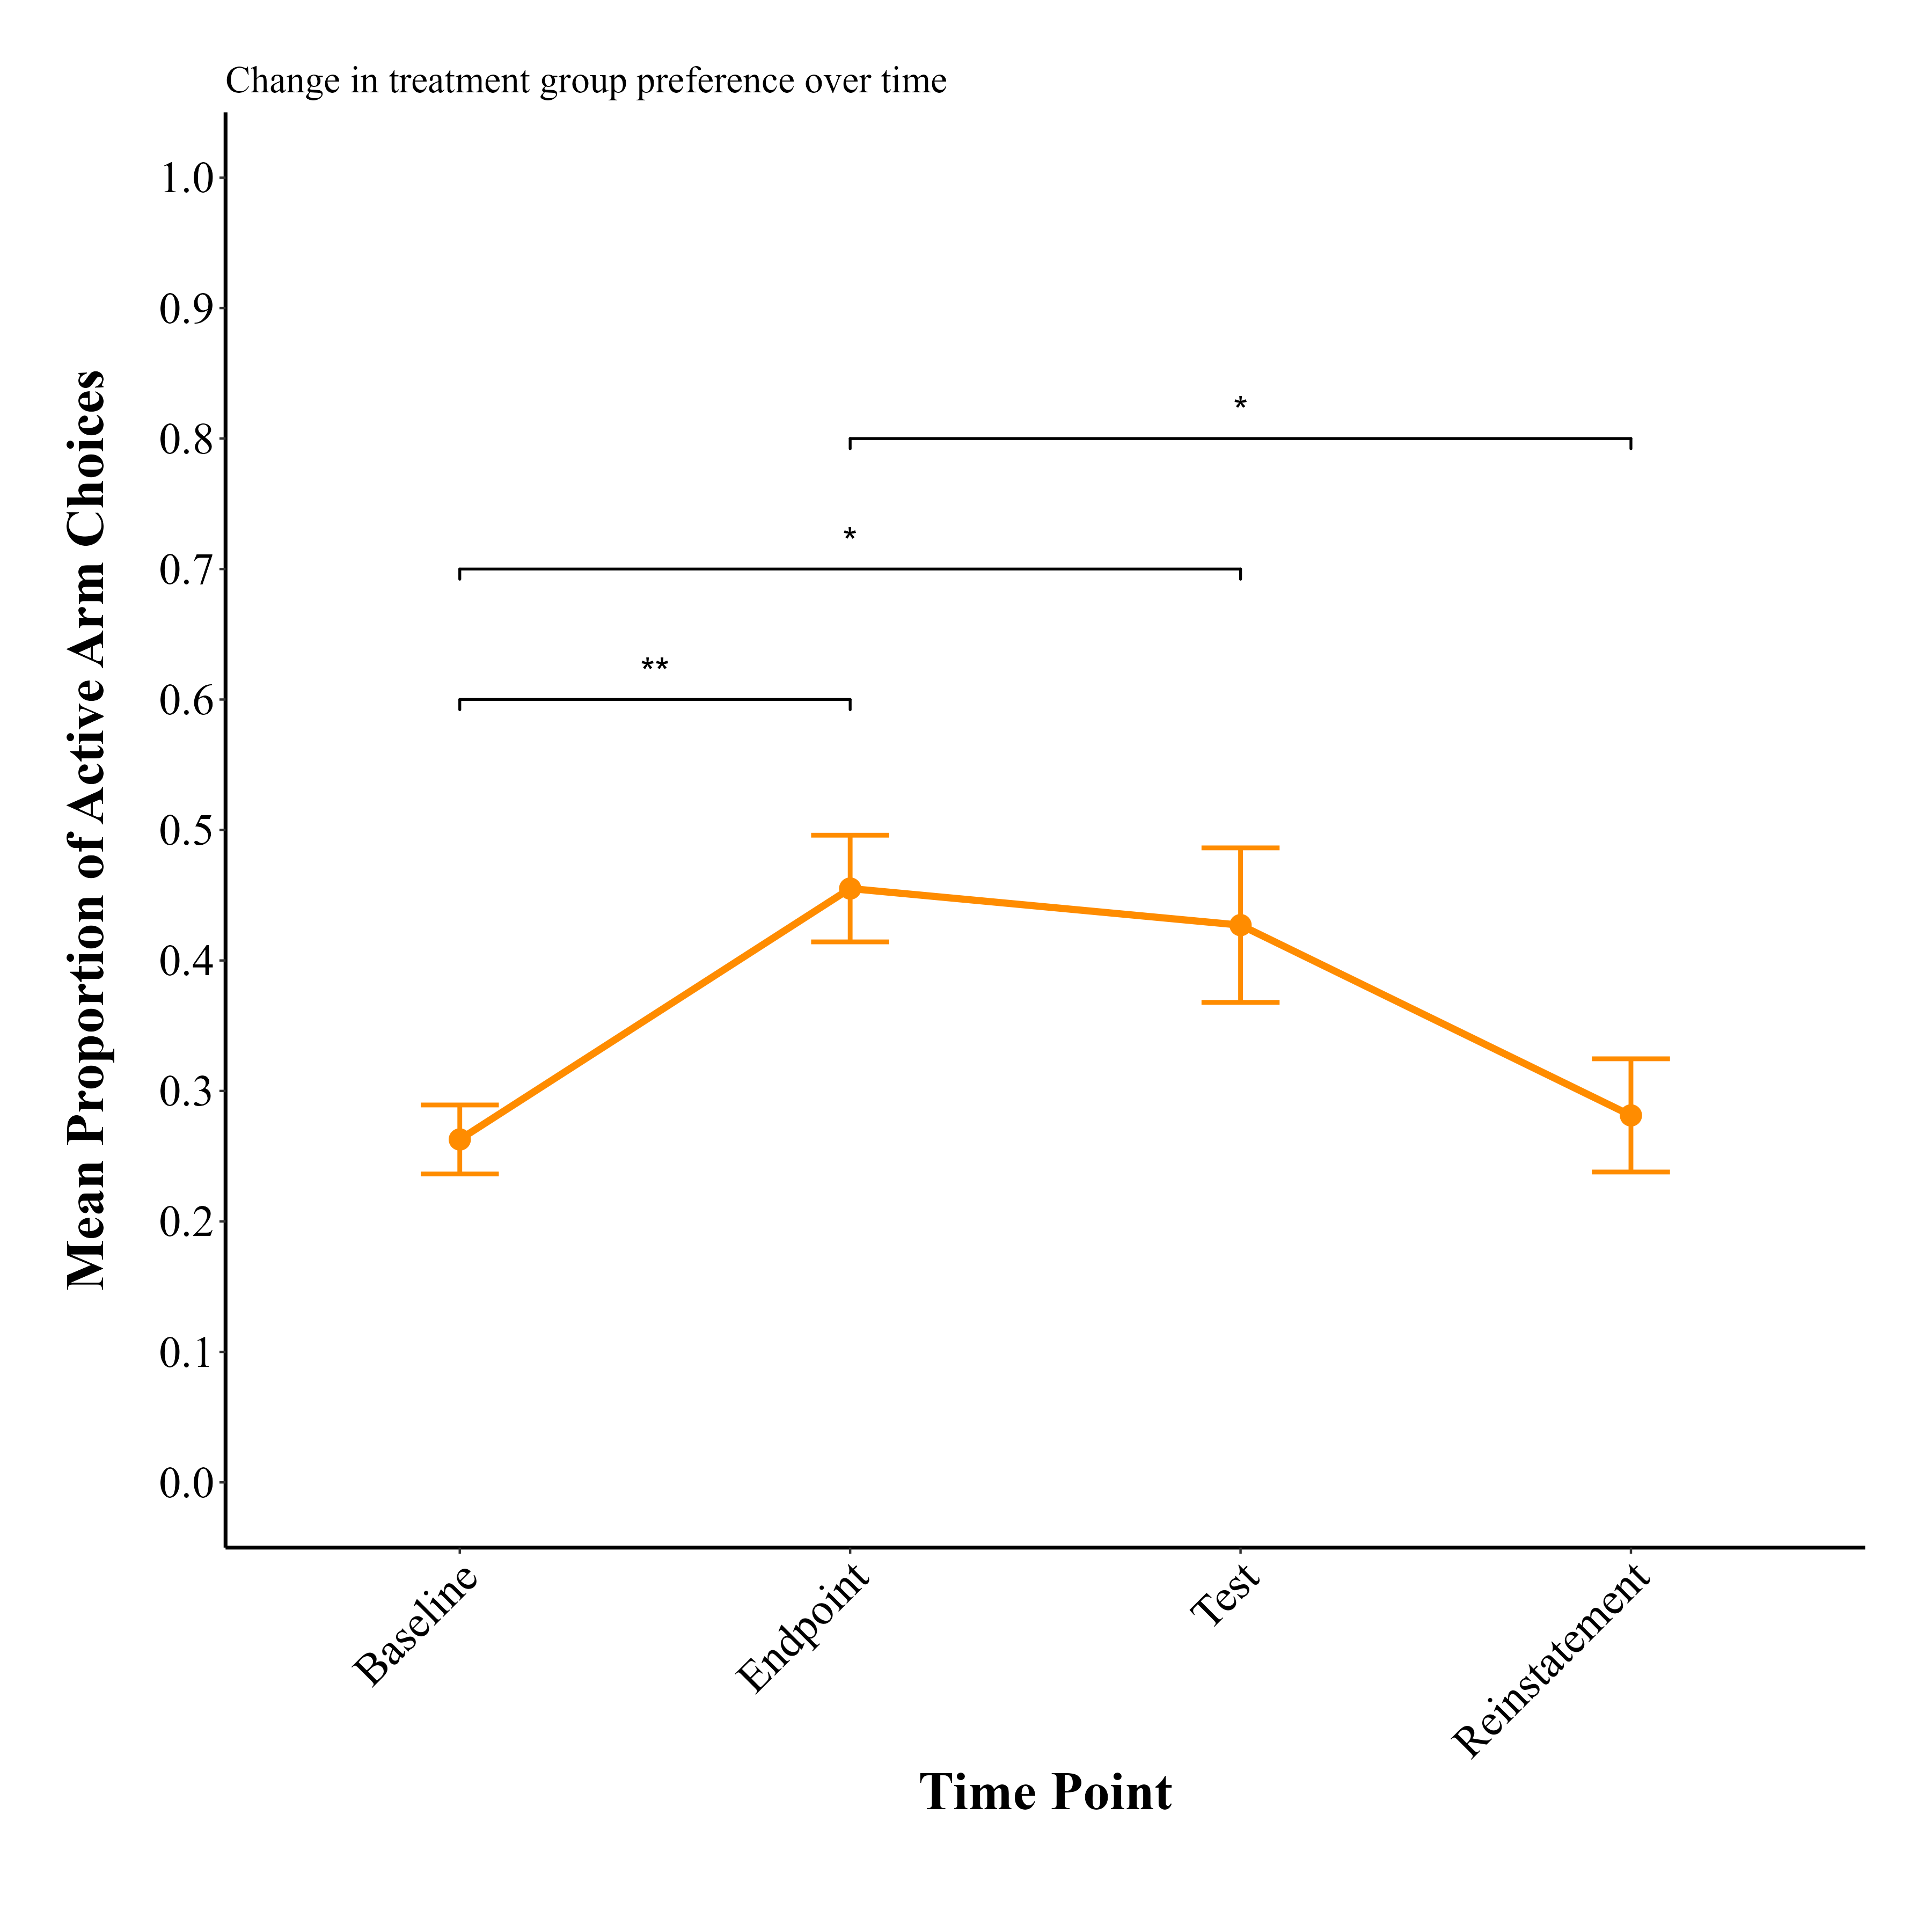 Change in treatment group preference over time
Mean Proportion of Active Arm Choices
1.0
0.9
0.8
0.7
0.6
0.5
0.4
0.3
0.2
0.1
0.0
*
*
**
Baseline
Endpoint
Test
Reinstatement
Time Point